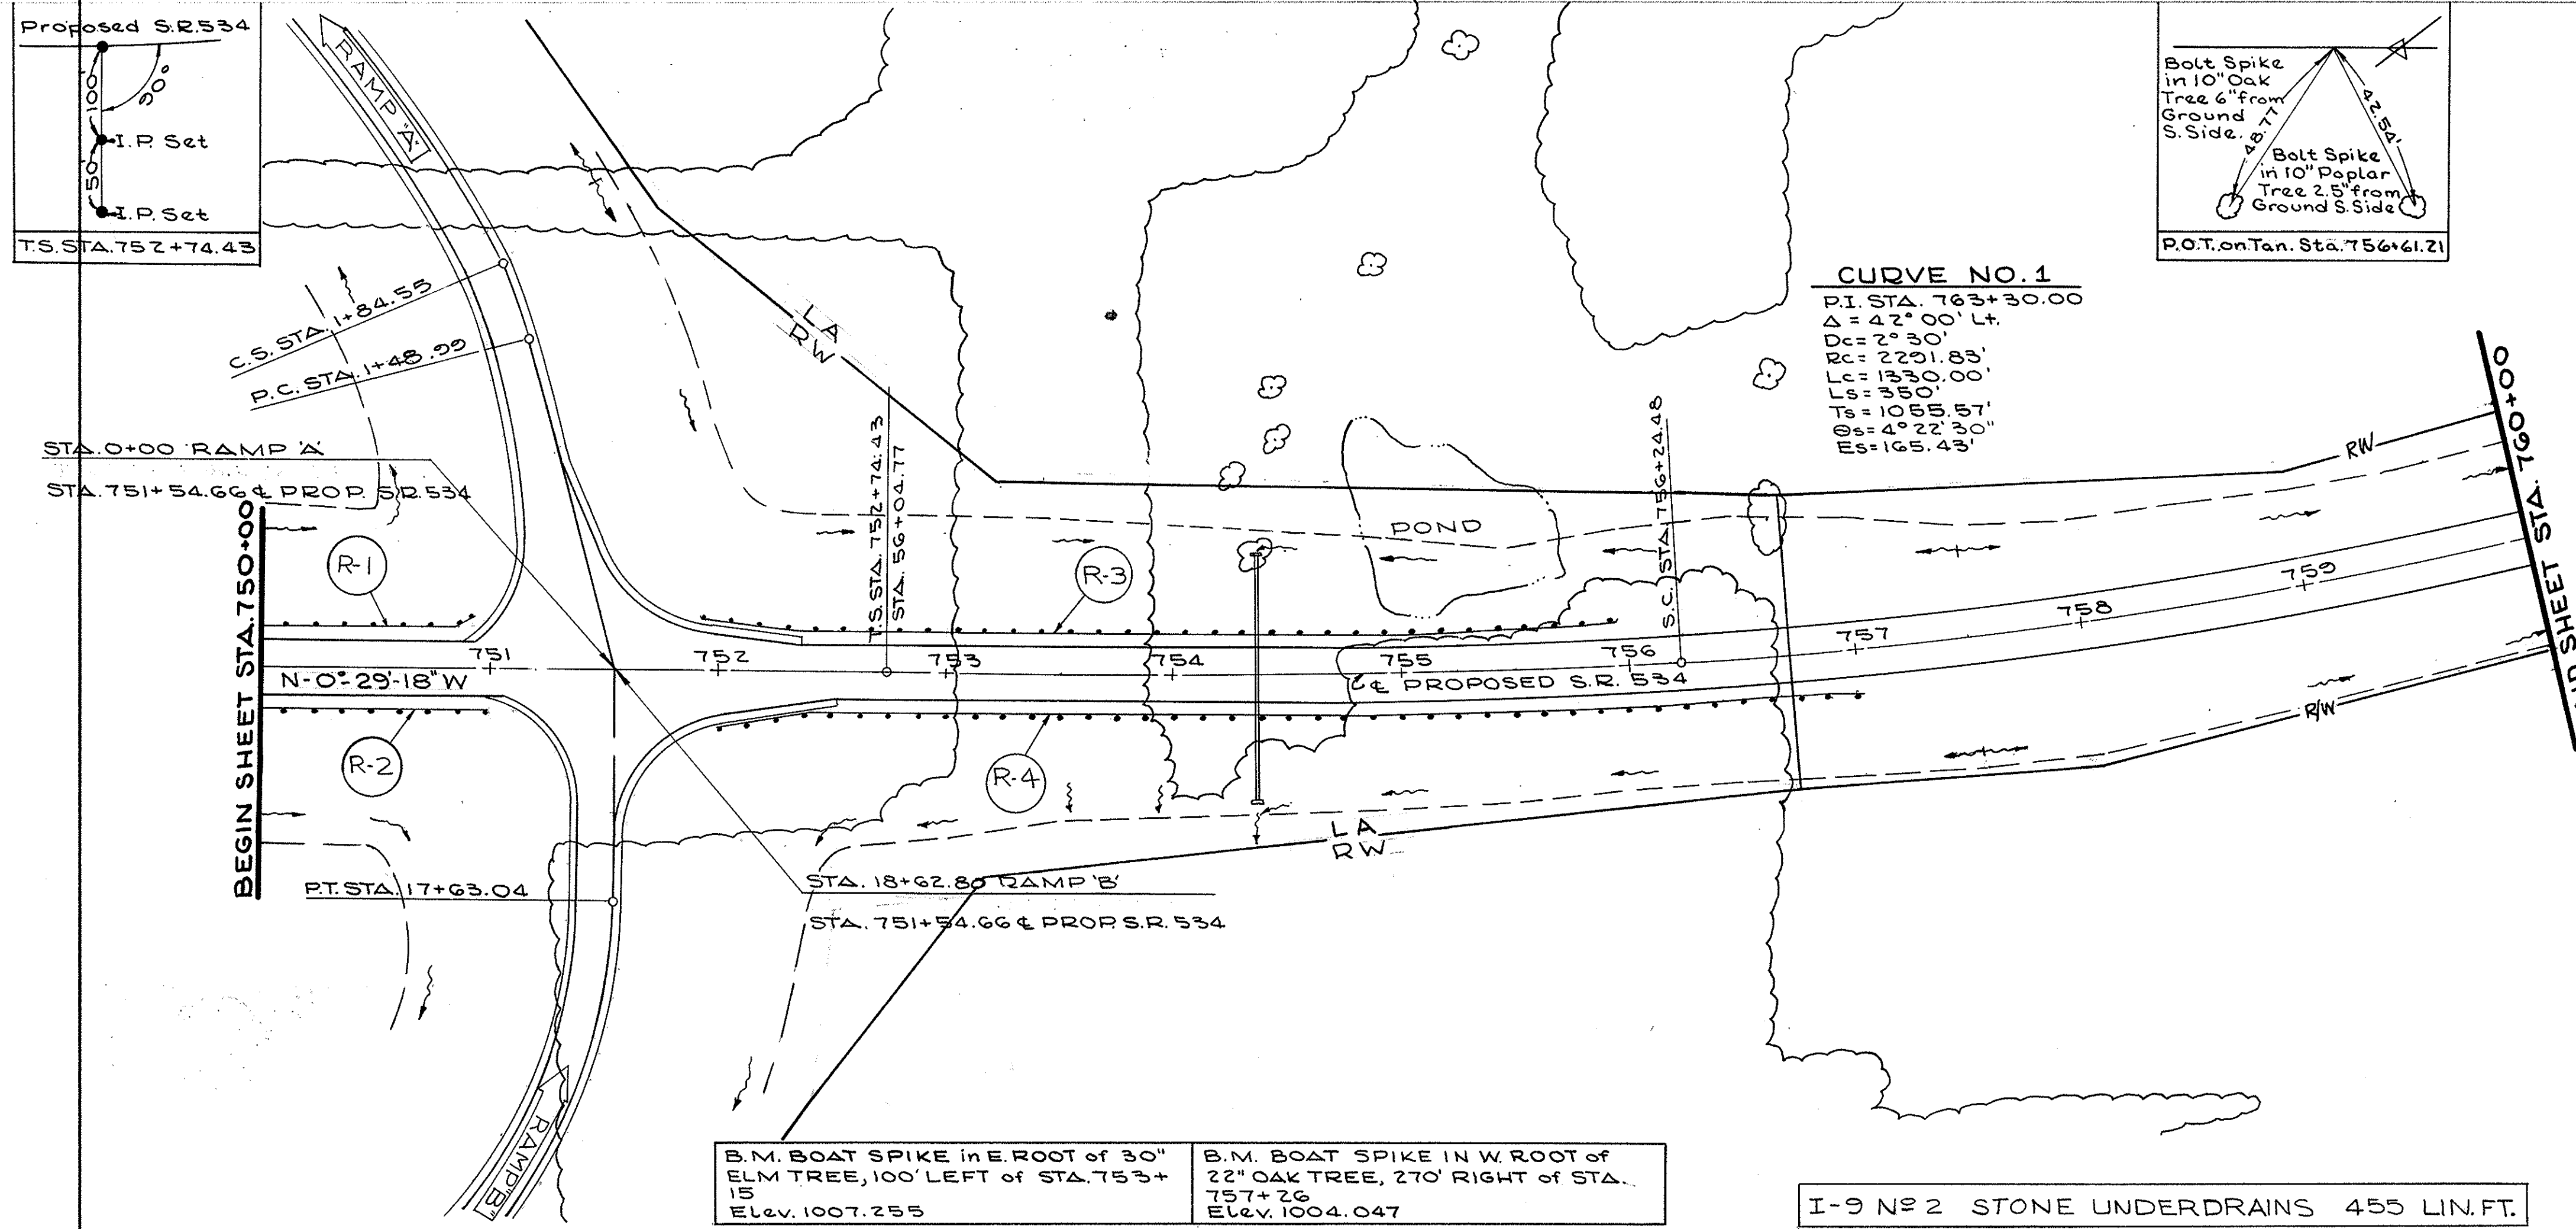 Proposed S.R.534
100'
90°
I.P. Set
50'
I.P. Set
T.S.STA.752+74.43
RAMP "A"
Bolt Spike
in 10" Oak
Tree 6" from
Ground
S. Side.
48.77'
42.54'
Bolt Spike
in 10" Poplar
Tree 2.5" from
Ground S. Side
P.O.T. on Tan. Sta. 756+61.21
CURVE NO. 1
P.I. STA. 763+30.00
Δ = 42° 00' Lt.
Dc= 2° 30'
Rc= 2291.83'
Lc= 1330.00'
Ls= 350'
Ts= 1055.57'
Θs= 4° 22' 30"
Es= 165.43'
C.S. STA. 1+84.55
P.C. STA. 1+48.99
LA
RW
STA. 0+00 RAMP 'A'
STA. 751+54.66 ℄ PROP. S.R. 534
T.S. STA. 752+74.43
STA. 56+04.77
S.C. STA. 756+24.48
POND
RW
760+00
SHEET STA.
BEGIN SHEET STA. 750+00
R-1
R-3
751
752
753
754
755
756
757
758
759
N-0°-29'-18" W
℄ PROPOSED S.R. 534
R/W
R-2
R-4
LA
RW
P.T. STA. 17+63.04
STA. 18+62.80 RAMP 'B'
STA. 751+54.66 ℄ PROP. S.R. 534
RAMP "B"
B.M. BOAT SPIKE in E. ROOT of 30"
ELM TREE, 100' LEFT of STA. 753+
15
Elev. 1007.255
B.M. BOAT SPIKE IN W. ROOT of
22" OAK TREE, 270' RIGHT of STA.
757+26
Elev. 1004.047
I-9 Nº 2 STONE UNDERDRAINS 455 LIN. FT.